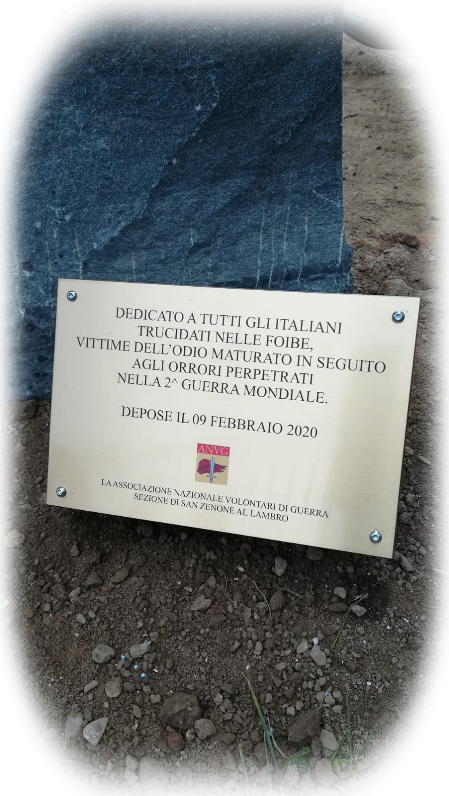 DEDICATO A TUTTI GLI ITALIANI
TRUCIDATI NELLE FOIBE,
VITTIME DELL'ODIO MATURATO IN SEGUITO
AGLI ORRORI PERPETRATI
NELLA 2^ GUERRA MONDIALE.
DEPOSE IL 09 FEBBRAIO 2020
ANVG
LA ASSOCIAZIONE NAZIONALE VOLONTARI DI GUERRA
SEZIONE DI SAN ZENONE AL LAMBRO